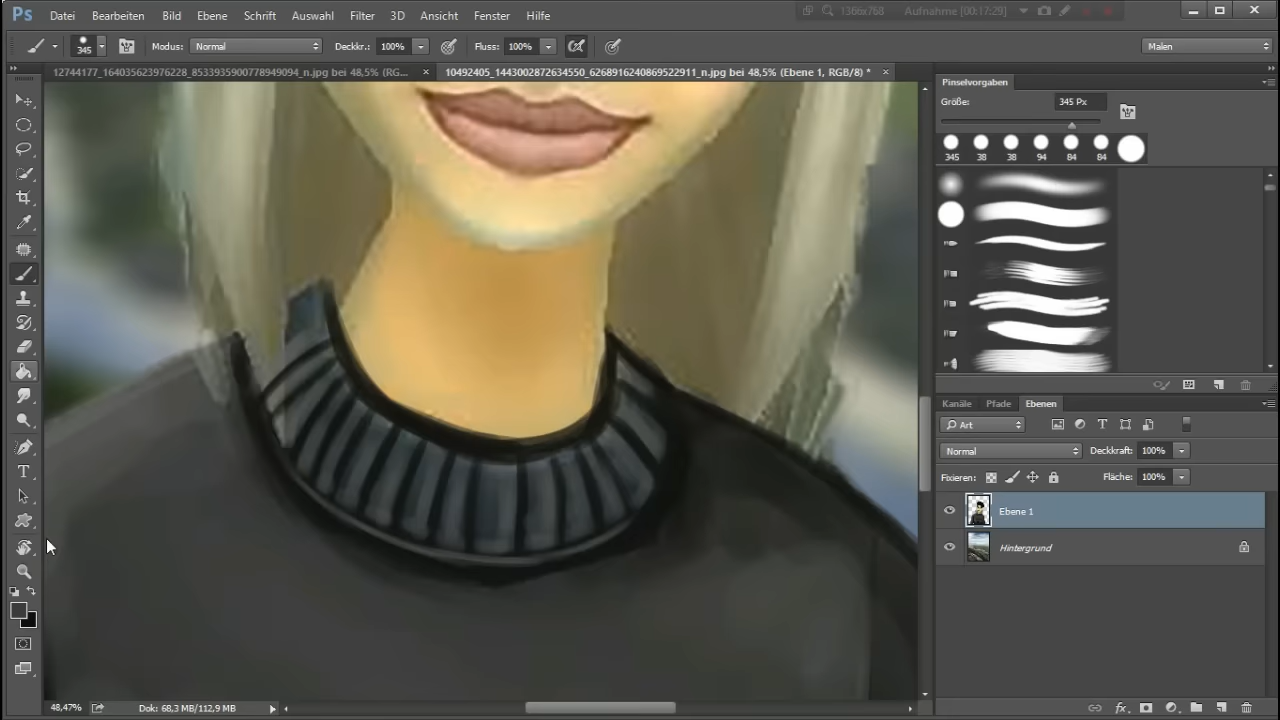 Ps Datei Bearbeiten Bild Ebene Schrift Auswahl Filter 3D Ansicht Fenster Hilfe 1366x768 Aufnahme [00:17:29]
345 Modus: Normal Deckkr.: 100% Fluss: 100% Malen
12744177_164035623976228_8533935900778949094_n.jpg bei 48,5% (RG... × 10492405_1443002872634550_6268916240869522911_n.jpg bei 48,5% (Ebene 1, RGB/8) * ×
Pinselvorgaben
Größe: 345 Px
345 38 38 94 84 84
Kanäle Pfade Ebenen
Art
Normal Deckkraft: 100%
Fixieren: Fläche: 100%
Ebene 1
Hintergrund
48,47% Dok: 68,3 MB/112,9 MB